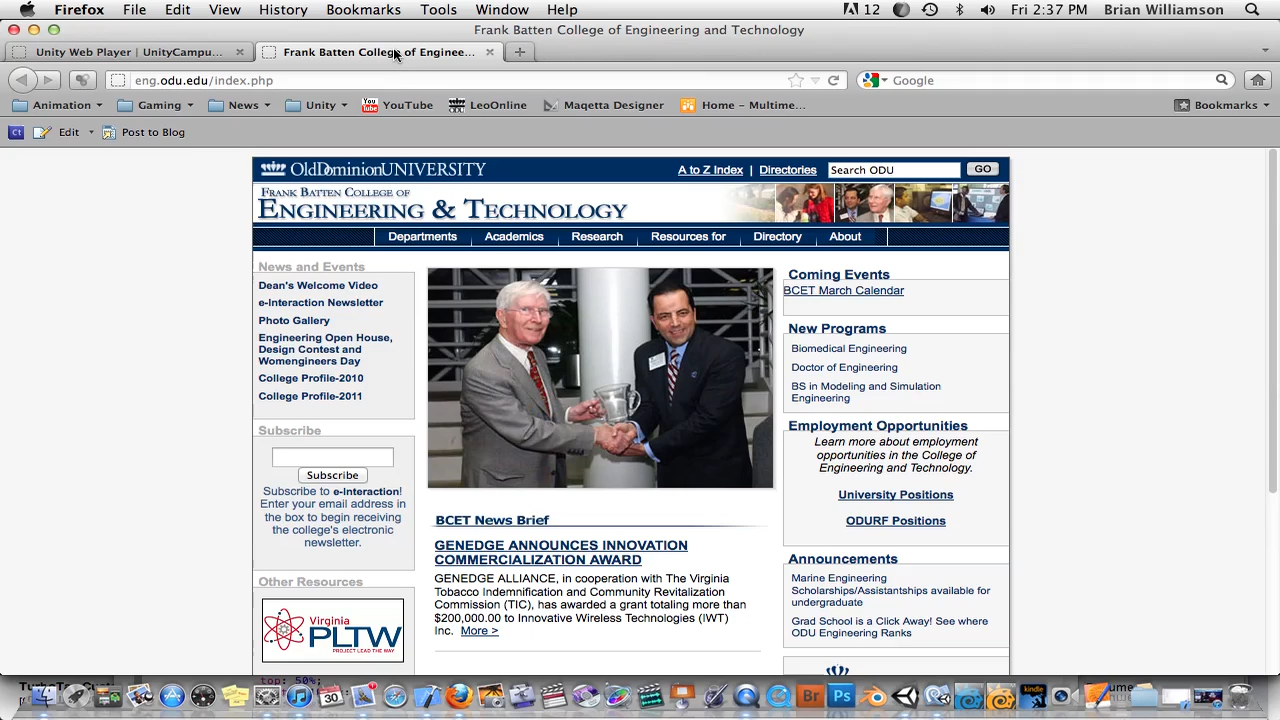 Firefox File Edit View History Bookmarks Tools Window Help 12 Fri 2:37 PM Brian Williamson
Frank Batten College of Engineering and Technology
Unity Web Player | UnityCampu... Frank Batten College of Enginee...
eng.odu.edu/index.php Google
Animation Gaming News Unity YouTube LeoOnline Maqetta Designer Home - Multime... Bookmarks
Ct Edit Post to Blog
OldDominionUNIVERSITY A to Z Index | Directories Search ODU GO
FRANK BATTEN COLLEGE OF
ENGINEERING & TECHNOLOGY
Departments Academics Research Resources for Directory About
News and Events
Dean's Welcome Video
e-Interaction Newsletter
Photo Gallery
Engineering Open House,
Design Contest and
Womengineers Day
College Profile-2010
College Profile-2011
Subscribe
Subscribe
Subscribe to e-Interaction!
Enter your email address in
the box to begin receiving
the college's electronic
newsletter.
Other Resources
Virginia
PLTW
PROJECT LEAD THE WAY
BCET News Brief
GENEDGE ANNOUNCES INNOVATION
COMMERCIALIZATION AWARD
GENEDGE ALLIANCE, in cooperation with The Virginia
Tobacco Indemnification and Community Revitalization
Commission (TIC), has awarded a grant totaling more than
$200,000.00 to Innovative Wireless Technologies (IWT)
Inc. More >
Coming Events
BCET March Calendar
New Programs
Biomedical Engineering
Doctor of Engineering
BS in Modeling and Simulation
Engineering
Employment Opportunities
Learn more about employment
opportunities in the College of
Engineering and Technology.
University Positions
ODURF Positions
Announcements
Marine Engineering
Scholarships/Assistantships available for
undergraduate
Grad School is a Click Away! See where
ODU Engineering Ranks
top: 50%;
30 Br Ps kindle